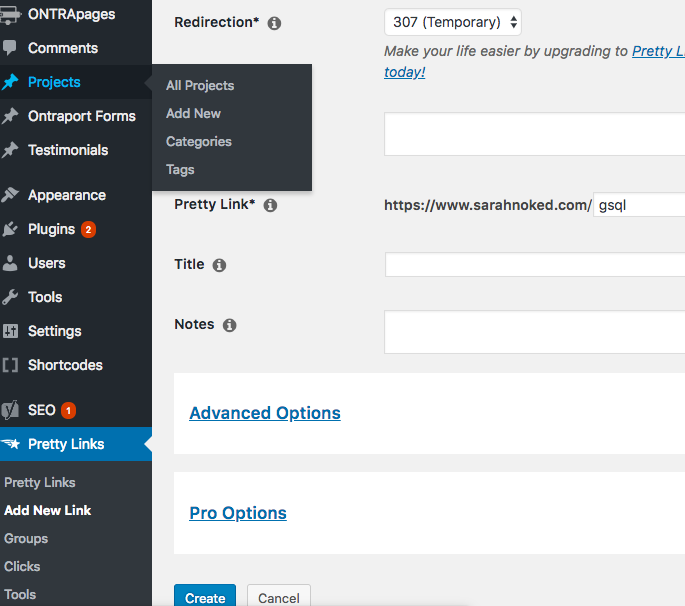 ONTRApages
Comments
Projects
Ontraport Forms
Testimonials
Appearance
Plugins 2
Users
Tools
Settings
Shortcodes
SEO 1
Pretty Links
Pretty Links
Add New Link
Groups
Clicks
Tools
All Projects
Add New
Categories
Tags
Redirection*
307 (Temporary)
Make your life easier by upgrading to Pretty
today!
Pretty Link*
https://www.sarahnoked.com/ gsql
Title
Notes
Advanced Options
Pro Options
Create Cancel